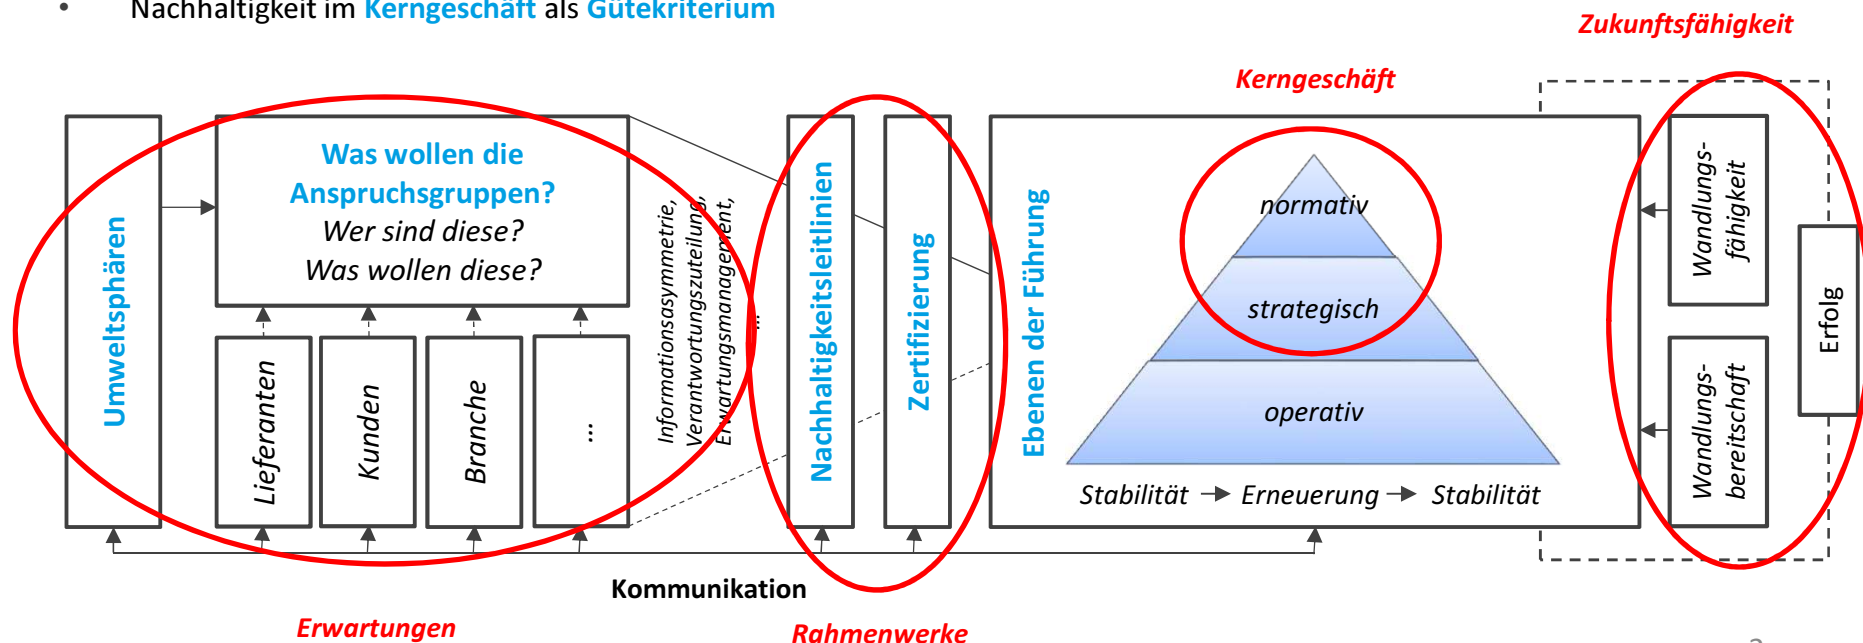 • Nachhaltigkeit im Kerngeschäft als Gütekriterium
Zukunftsfähigkeit
Kerngeschäft
Umweltsphären
Was wollen die
Anspruchsgruppen?
Wer sind diese?
Was wollen diese?
Lieferanten
Kunden
Branche
...
Informationsasymmetrie,
Verantwortungszuteilung,
Erwartungsmanagement,
...
Nachhaltigkeitsleitlinien
Zertifizierung
Ebenen der Führung
normativ
strategisch
operativ
Stabilität → Erneuerung → Stabilität
Wandlungs-
fähigkeit
Wandlungs-
bereitschaft
Erfolg
Kommunikation
Erwartungen
Rahmenwerke